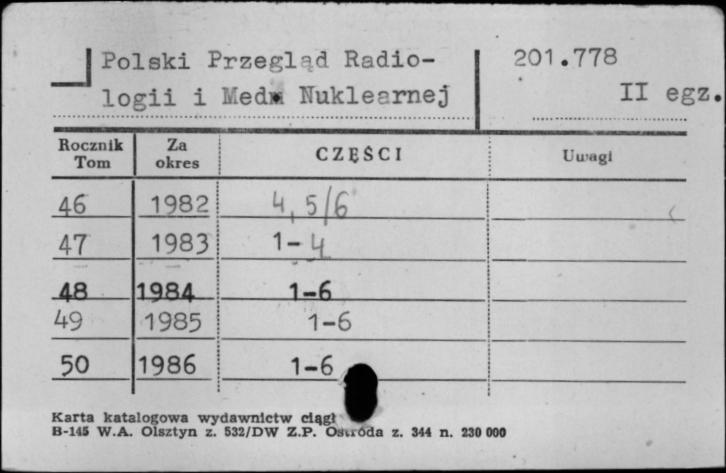 Polski Przegląd Radio- 201.778
logii i Med. Nuklearnej II egz.
Rocznik Tom Za okres CZĘŚCI Uwagi
46 1982 4, 5/6
47 1983 1-4
48 1984 1-6
49 1985 1-6
50 1986 1-6
Karta katalogowa wydawnictw ciągł
B-145 W.A. Olsztyn z. 532/DW Z.P. Ostróda z. 344 n. 230 000